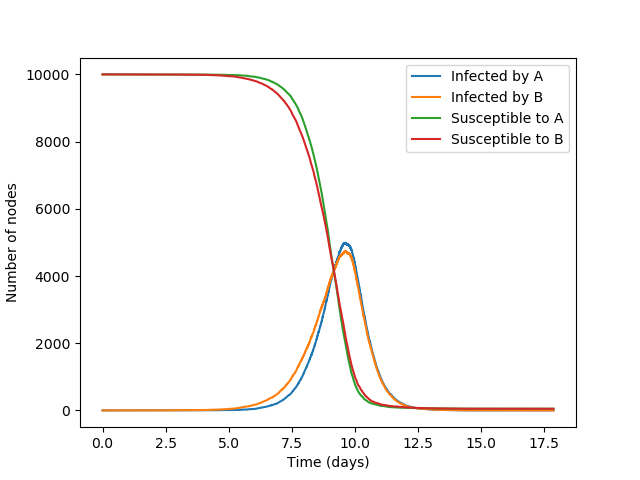 10000
8000
6000
4000
2000
0
Number of nodes
Infected by A
Infected by B
Susceptible to A
Susceptible to B
0.0 2.5 5.0 7.5 10.0 12.5 15.0 17.5
Time (days)